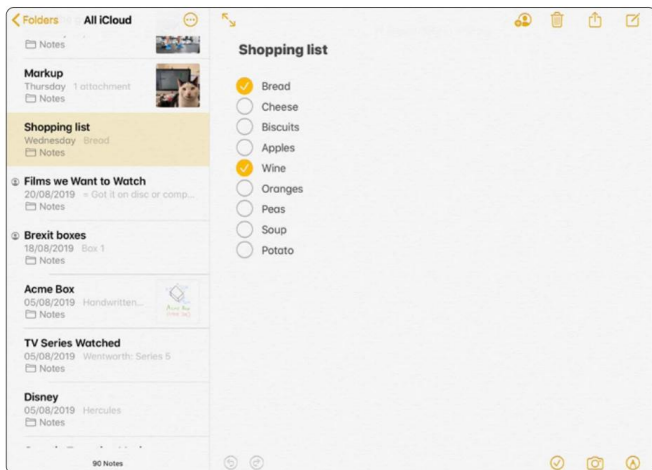 Folders
All iCloud
Notes
Markup
Thursday 1 attachment
Notes
Shopping list
Wednesday Bread
Notes
Films we Want to Watch
20/08/2019 = Got it on disc or comp...
Notes
Brexit boxes
18/08/2019 Box 1
Notes
Acme Box
05/08/2019 Handwritten...
Notes
TV Series Watched
05/08/2019 Wentworth: Series 5
Notes
Disney
05/08/2019 Hercules
Notes
90 Notes
Shopping list
Bread
Cheese
Biscuits
Apples
Wine
Oranges
Peas
Soup
Potato